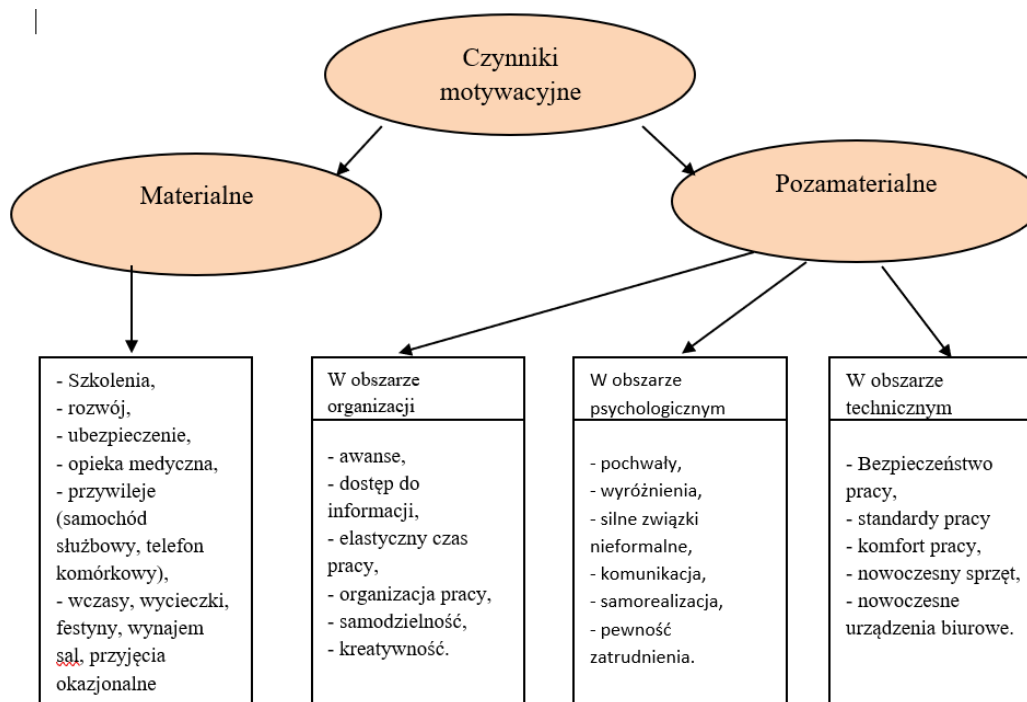 Czynniki
motywacyjne
Materialne
Pozamaterialne
- Szkolenia,
- rozwój,
- ubezpieczenie,
- opieka medyczna,
- przywileje
(samochód
służbowy, telefon
komórkowy),
- wczasy, wycieczki,
festyny, wynajem
sal, przyjęcia
okazjonalne
W obszarze
organizacji
- awanse,
- dostęp do
informacji,
- elastyczny czas
pracy,
- organizacja pracy,
- samodzielność,
- kreatywność.
W obszarze
psychologicznym
- pochwały,
- wyróżnienia,
- silne związki
nieformalne,
- komunikacja,
- samorealizacja,
- pewność
zatrudnienia.
W obszarze
technicznym
- Bezpieczeństwo
pracy,
- standardy pracy
- komfort pracy,
- nowoczesny sprzęt,
- nowoczesne
urządzenia biurowe.